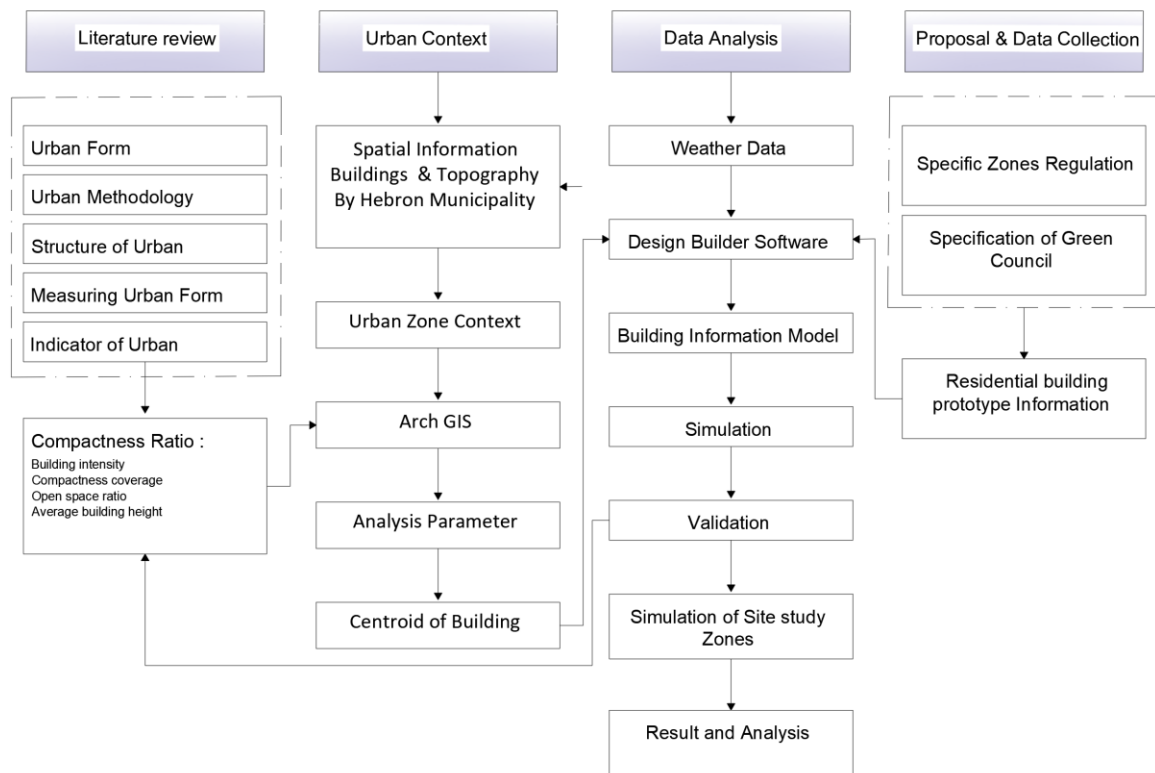 Literature review
Urban Form
Urban Methodology
Structure of Urban
Measuring Urban Form
Indicator of Urban
Compactness Ratio :
Building intensity
Compactness coverage
Open space ratio
Average building height
Urban Context
Spatial Information
Buildings & Topography
By Hebron Municipality
Urban Zone Context
Arch GIS
Analysis Parameter
Centroid of Building
Data Analysis
Weather Data
Design Builder Software
Building Information Model
Simulation
Validation
Simulation of Site study
Zones
Result and Analysis
Proposal & Data Collection
Specific Zones Regulation
Specification of Green
Council
Residential building
prototype Information